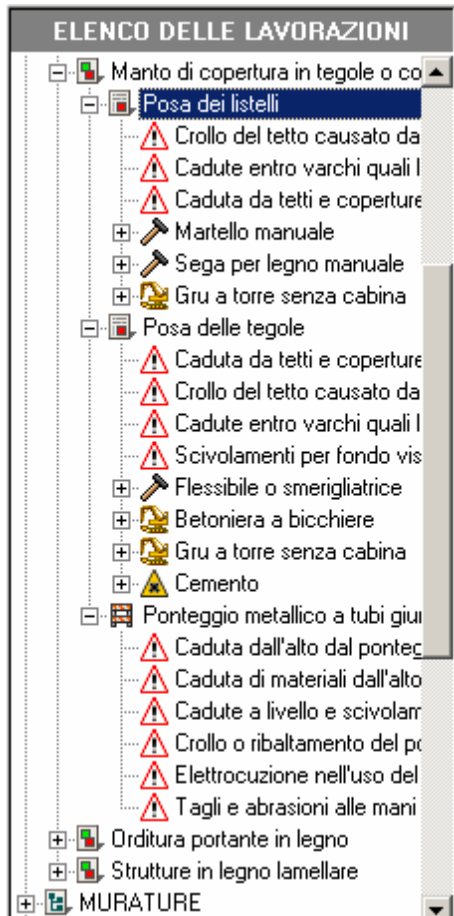 ELENCO DELLE LAVORAZIONI
Manto di copertura in tegole o co
Posa dei listelli
Crollo del tetto causato da
Cadute entro varchi quali l
Caduta da tetti e coperture
Martello manuale
Sega per legno manuale
Gru a torre senza cabina
Posa delle tegole
Caduta da tetti e coperture
Crollo del tetto causato da
Cadute entro varchi quali l
Scivolamenti per fondo vis
Flessibile o smerigliatrice
Betoniera a bicchiere
Gru a torre senza cabina
Cemento
Ponteggio metallico a tubi giun
Caduta dall'alto dal ponteg
Caduta di materiali dall'alto
Cadute a livello e scivolam
Crollo o ribaltamento del po
Elettrocuzione nell'uso del
Tagli e abrasioni alle mani
Orditura portante in legno
Strutture in legno lamellare
MURATURE